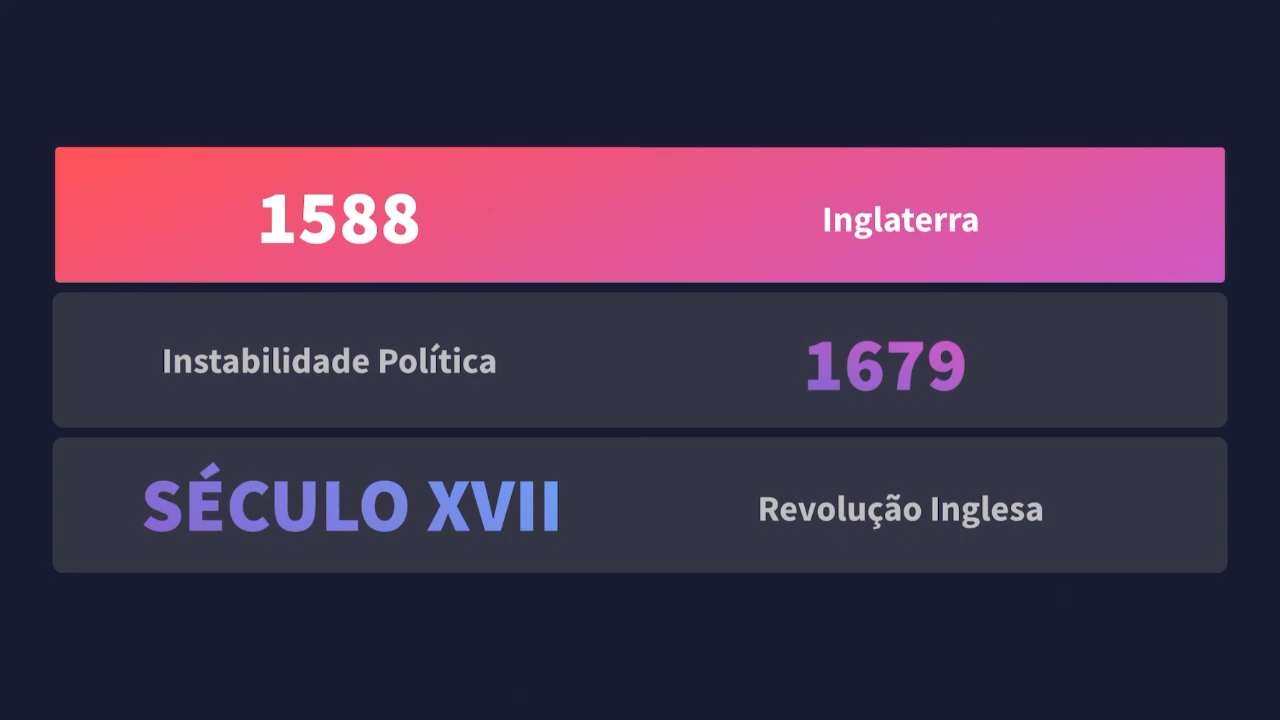 1588
Inglaterra
Instabilidade Política
1679
SÉCULO XVII
Revolução Inglesa